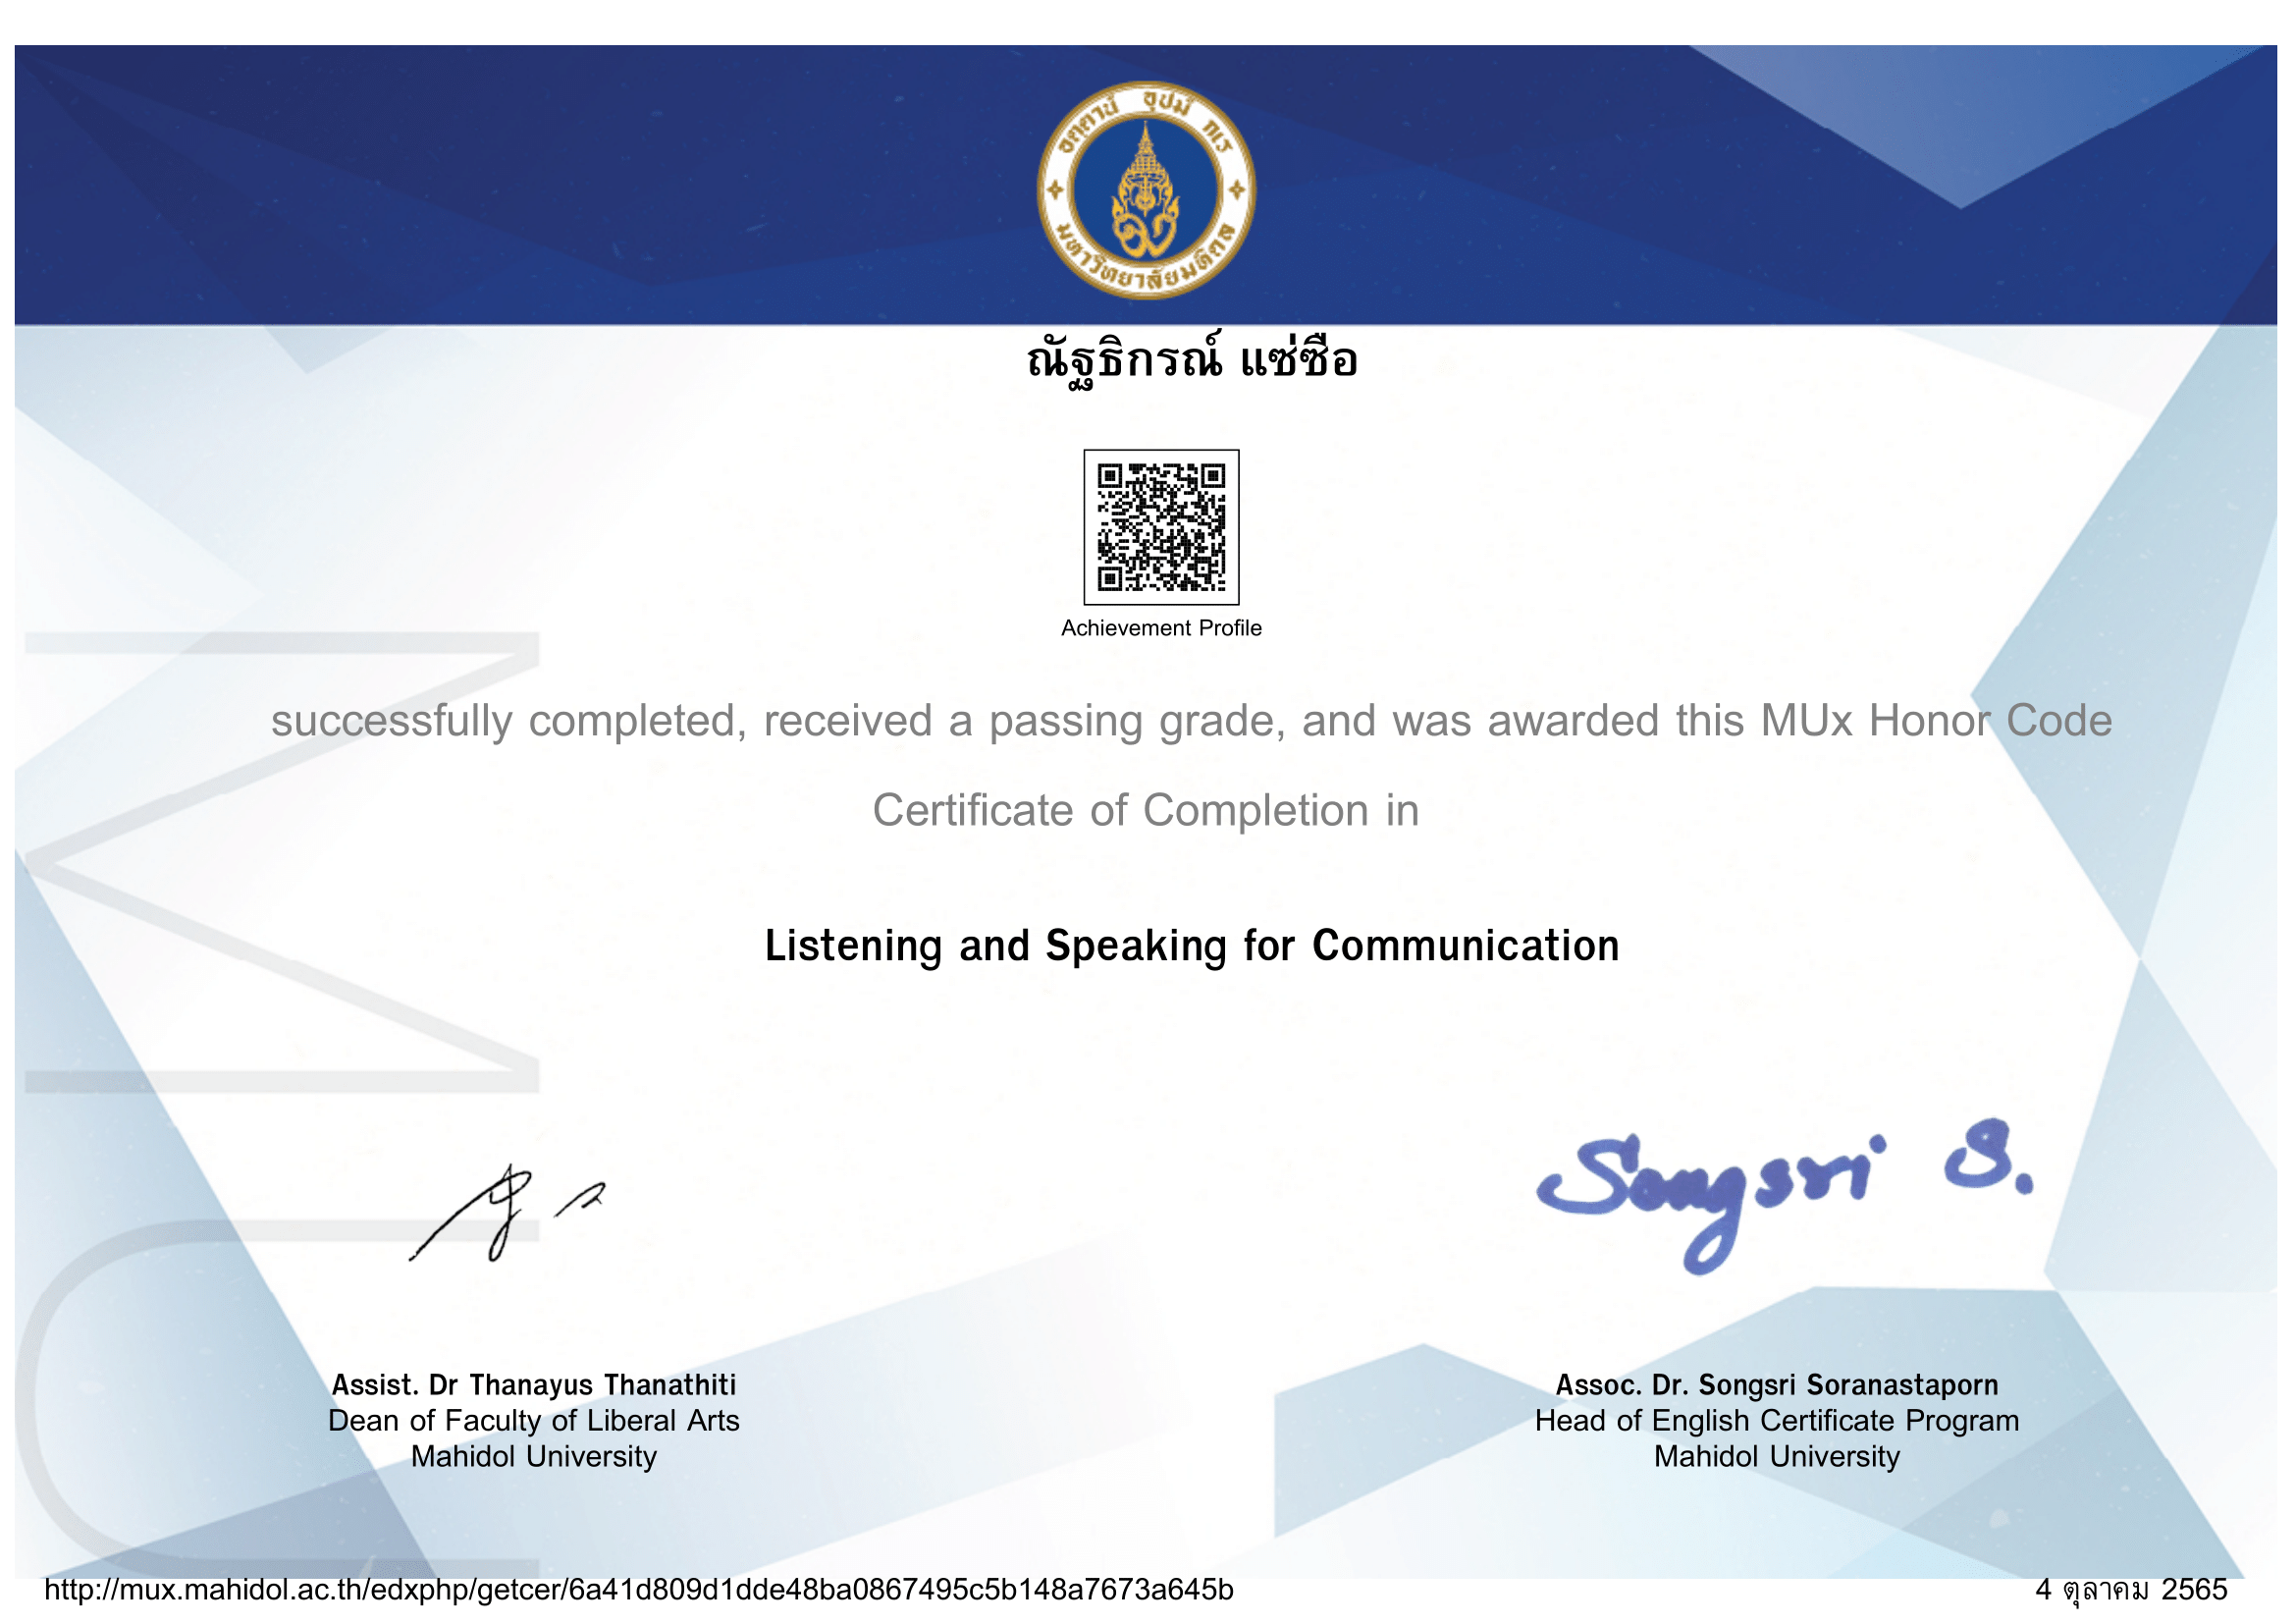 อตฺตานํ อุปมํ กเร
มหาวิทยาลัยมหิดล
ณัฐธิกรณ์ แซ่ซือ
Achievement Profile
successfully completed, received a passing grade, and was awarded this MUx Honor Code
Certificate of Completion in
Listening and Speaking for Communication
Songsri S.
Assist. Dr Thanayus Thanathiti
Dean of Faculty of Liberal Arts
Mahidol University
Assoc. Dr. Songsri Soranastaporn
Head of English Certificate Program
Mahidol University
http://mux.mahidol.ac.th/edxphp/getcer/6a41d809d1dde48ba0867495c5b148a7673a645b
4 ตุลาคม 2565